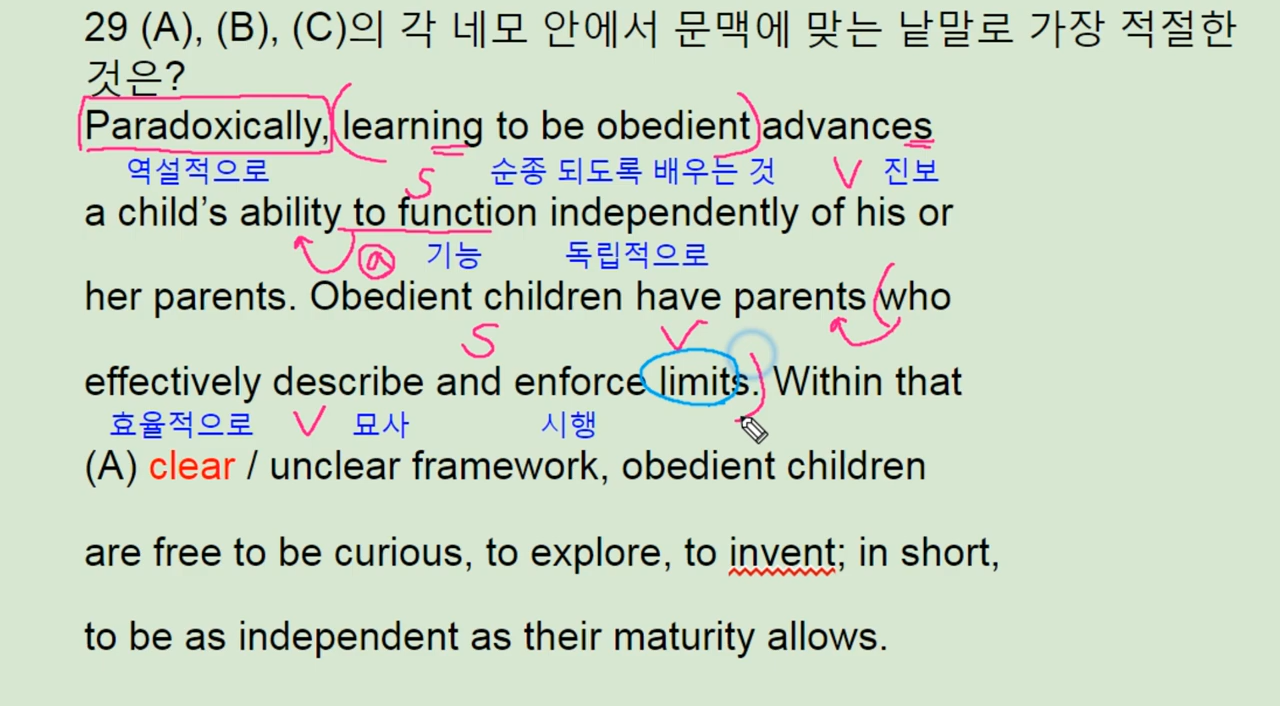 29 (A), (B), (C)의 각 네모 안에서 문맥에 맞는 낱말로 가장 적절한
것은?
Paradoxically, (learning to be obedient) advances
역설적으로 S 순종 되도록 배우는 것 V 진보
a child's ability to function independently of his or
ⓐ 기능 독립적으로
her parents. Obedient children have parents (who
S V
effectively describe and enforce limits.) Within that
효율적으로 V 묘사 시행
(A) clear / unclear framework, obedient children
are free to be curious, to explore, to invent; in short,
to be as independent as their maturity allows.